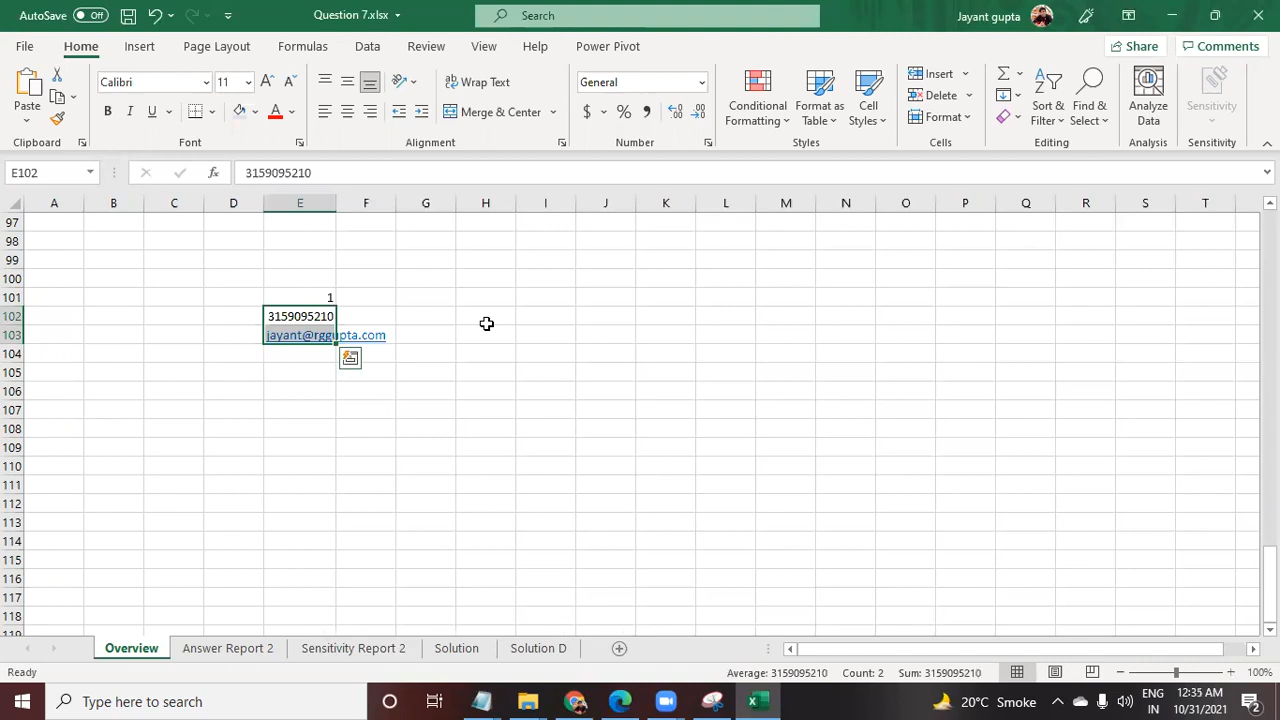 AutoSave Off Question 7.xlsx Search Jayant gupta
File Home Insert Page Layout Formulas Data Review View Help Power Pivot Share Comments
Paste Calibri 11 Wrap Text General Insert
B I U Merge & Center $ % , Conditional Formatting Format as Table Cell Styles Delete Sort & Filter Find & Select Analyze Data Sensitivity
Format
Clipboard Font Alignment Number Styles Cells Editing Analysis Sensitivity
E102 fx 3159095210
A B C D E F G H I J K L M N O P Q R S T
97
98
99
100
101 1
102 3159095210
103 jayant@rggupta.com
104
105
106
107
108
109
110
111
112
113
114
115
116
117
118
119
Overview Answer Report 2 Sensitivity Report 2 Solution Solution D
Ready Average: 3159095210 Count: 2 Sum: 3159095210 100%
Type here to search 20°C Smoke ENG IN 12:35 AM 10/31/2021 2